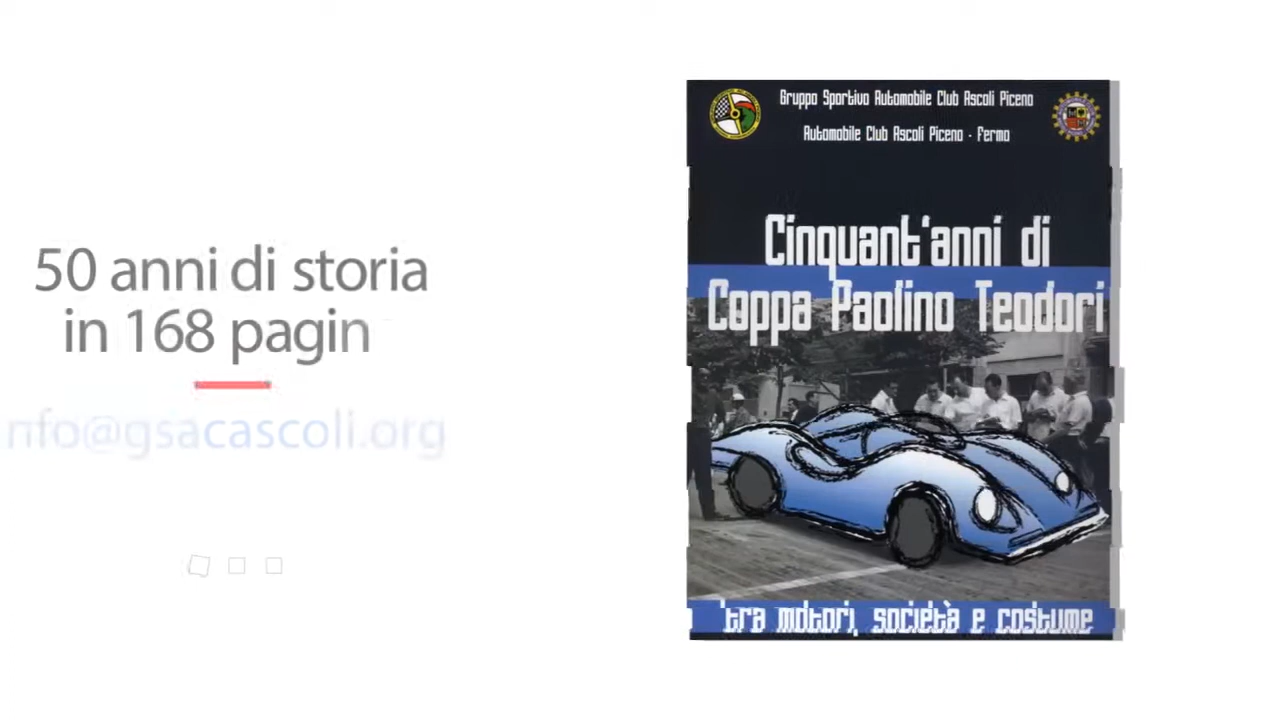 50 anni di storia
in 168 pagin
nfo@gsacascoli.org
Gruppo Sportivo Automobile Club Ascoli Piceno
Automobile Club Ascoli Piceno - Fermo
Cinquant'anni di
Coppa Paolino Teodori
'tra motori, società e costume